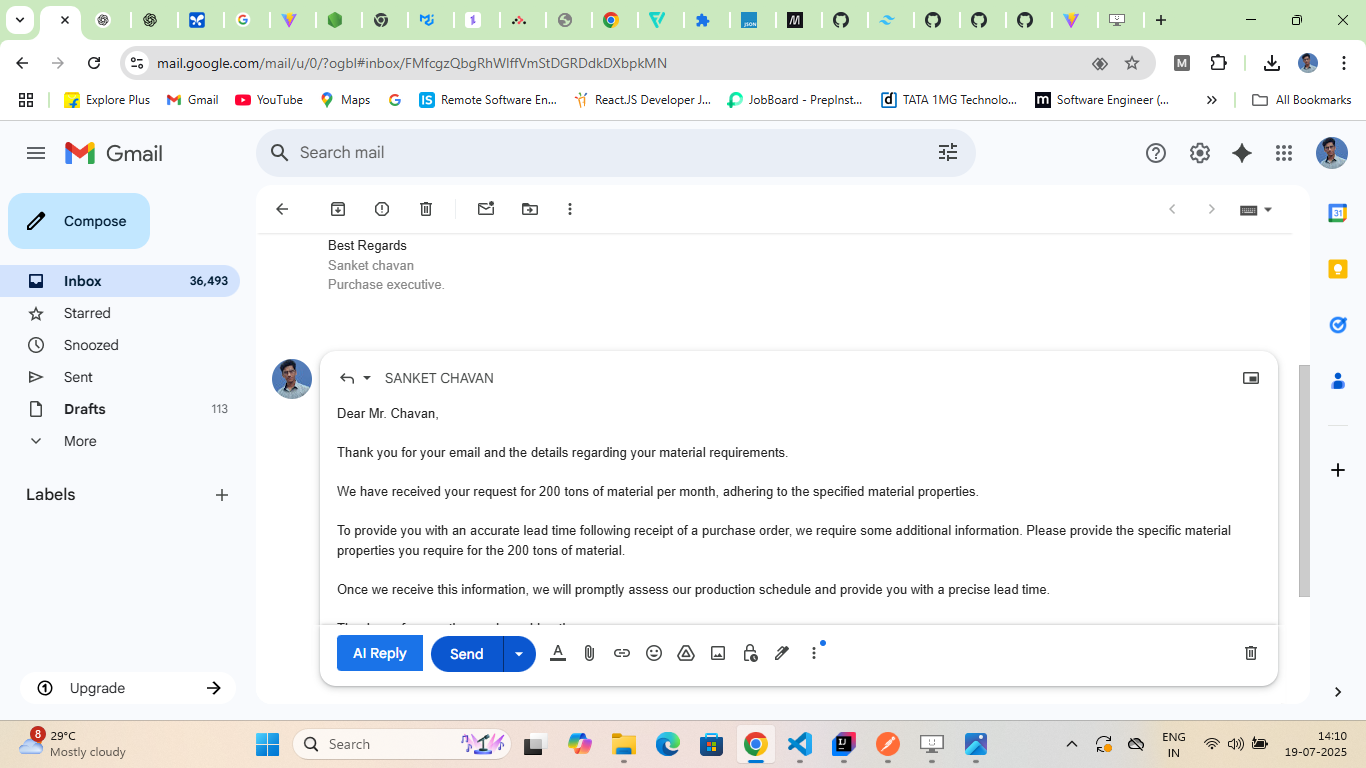 mail.google.com/mail/u/0/?ogbl#inbox/FMfcgzQbgRhWlffVmStDGRDdkDXbpkMN
M
Explore Plus
Gmail
YouTube
Maps
Remote Software En...
React.JS Developer J...
JobBoard - PrepInst...
TATA 1MG Technolo...
Software Engineer (...
All Bookmarks
Gmail
Search mail
Compose
Inbox 36,493
Starred
Snoozed
Sent
Drafts 113
More
Labels
Upgrade
Best Regards
Sanket chavan
Purchase executive.
SANKET CHAVAN
Dear Mr. Chavan,
Thank you for your email and the details regarding your material requirements.
We have received your request for 200 tons of material per month, adhering to the specified material properties.
To provide you with an accurate lead time following receipt of a purchase order, we require some additional information. Please provide the specific material
properties you require for the 200 tons of material.
Once we receive this information, we will promptly assess our production schedule and provide you with a precise lead time.
AI Reply
Send
31
8
29°C
Mostly cloudy
Search
ENG
IN
14:10
19-07-2025